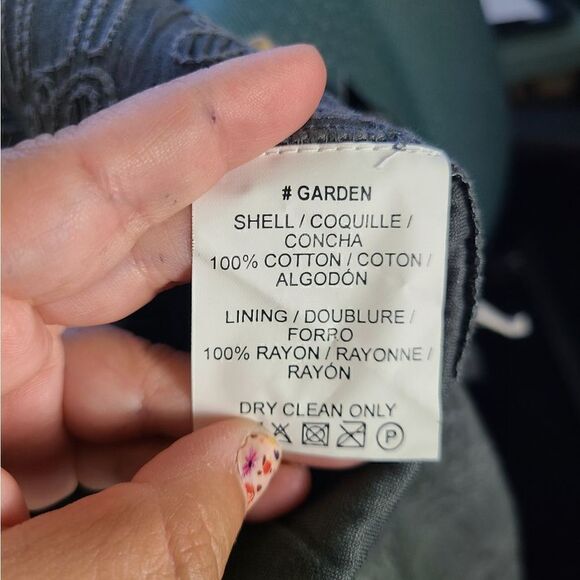 # GARDEN
SHELL / COQUILLE /
CONCHA
100% COTTON / COTON /
ALGODÓN
LINING / DOUBLURE /
FORRO
100% RAYON / RAYONNE /
RAYÓN
DRY CLEAN ONLY
P